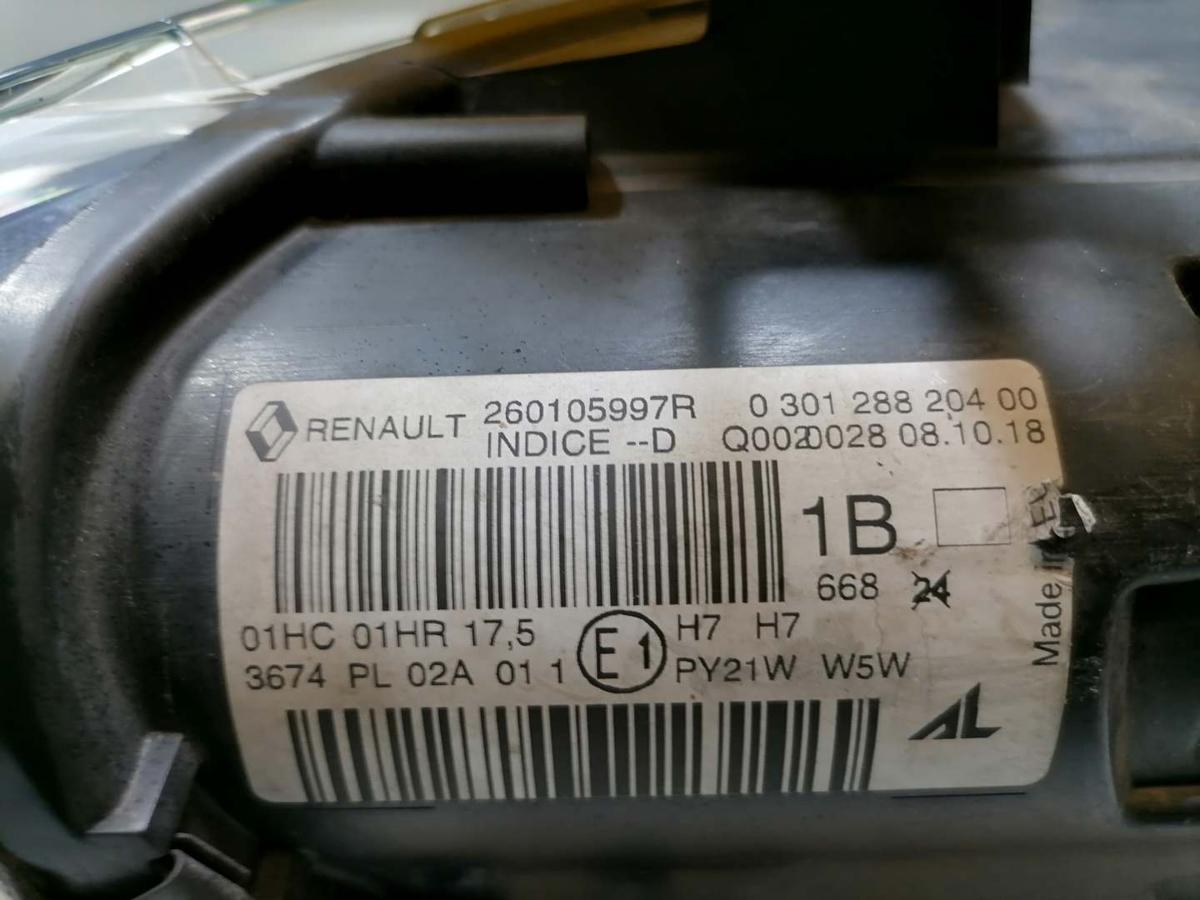 RENAULT 260105997R 0 301 288 204 00
INDICE --D Q0020028 08.10.18
1B
668 24
01HC 01HR 17,5 E1 H7 H7
3674 PL 02A 01 1 PY21W W5W
AL
Made